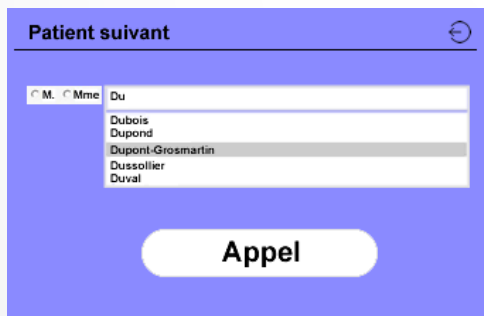 Patient suivant
M. Mme Du
Dubois
Dupond
Dupont-Grosmartin
Dussollier
Duval
Appel